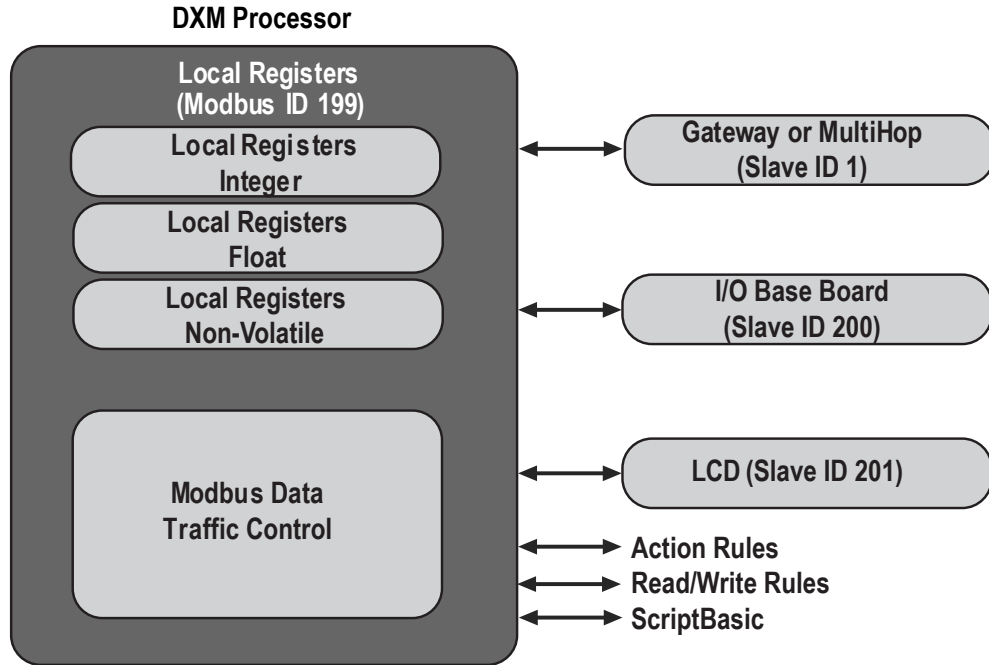 DXM Processor
Local Registers
(Modbus ID 199)
Local Registers
Integer
Local Registers
Float
Local Registers
Non-Volatile
Modbus Data
Traffic Control
Gateway or MultiHop
(Slave ID 1)
I/O Base Board
(Slave ID 200)
LCD (Slave ID 201)
Action Rules
Read/Write Rules
ScriptBasic